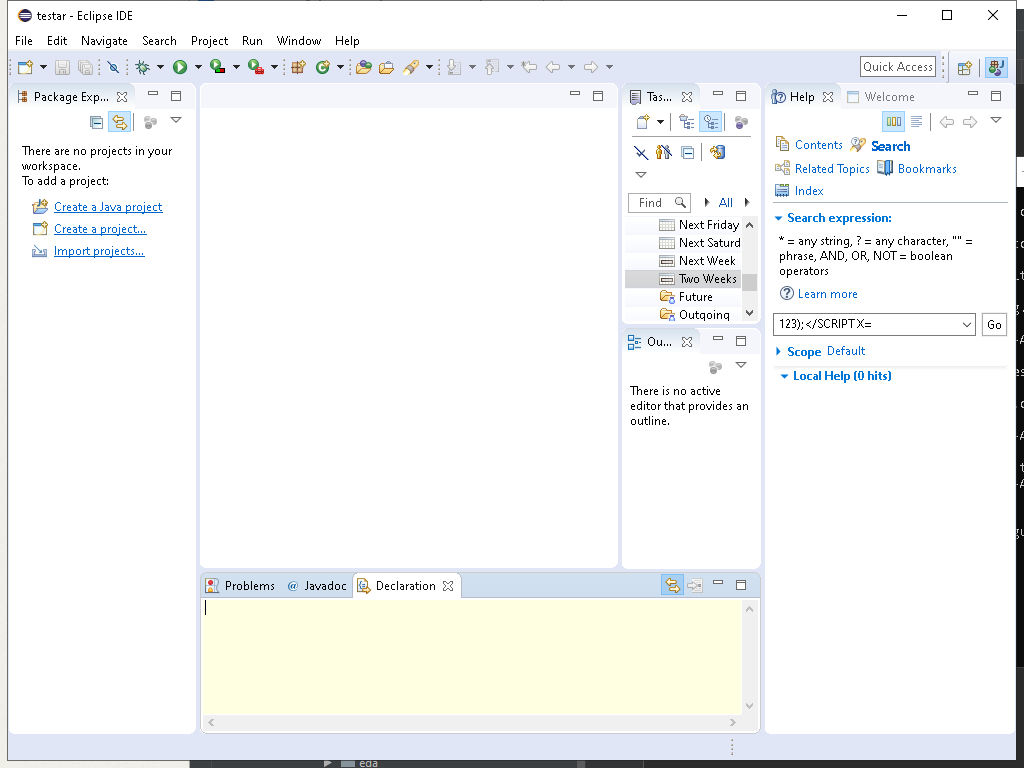 testar - Eclipse IDE
File Edit Navigate Search Project Run Window Help
Quick Access
Package Exp...
There are no projects in your
workspace.
To add a project:
Create a Java project
Create a project...
Import projects...
Tas...
Find
All
Next Friday
Next Saturd
Next Week
Two Weeks
Future
Outgoing
Ou...
There is no active
editor that provides an
outline.
Help Welcome
Contents Search
Related Topics Bookmarks
Index
Search expression:
* = any string, ? = any character, "" =
phrase, AND, OR, NOT = boolean
operators
Learn more
123);</SCRIPTX=
Go
Scope Default
Local Help (0 hits)
Problems @ Javadoc Declaration
eda